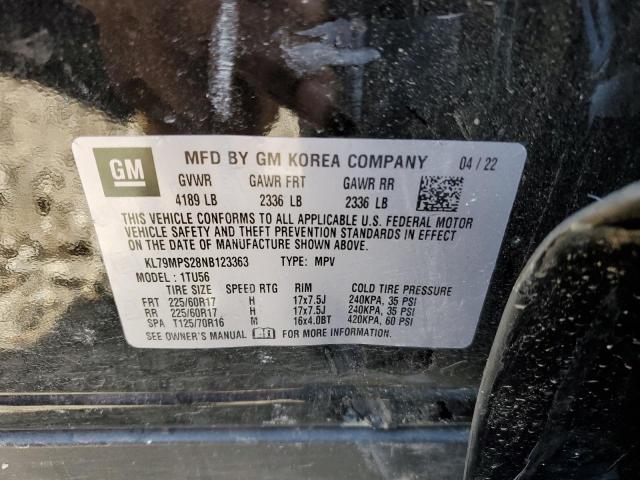 GM MFD BY GM KOREA COMPANY 04 / 22
GVWR GAWR FRT GAWR RR
4189 LB 2336 LB 2336 LB
THIS VEHICLE CONFORMS TO ALL APPLICABLE U.S. FEDERAL MOTOR
VEHICLE SAFETY AND THEFT PREVENTION STANDARDS IN EFFECT ON
THE DATE OF MANUFACTURE SHOWN ABOVE.
KL79MPS28NB123363 TYPE: MPV
MODEL : 1TU56
TIRE SIZE SPEED RTG RIM COLD TIRE PRESSURE
FRT 225/60R17 H 17x7.5J 240KPA, 35 PSI
RR 225/60R17 H 17x7.5J 240KPA, 35 PSI
SPA T125/70R16 M 16x4.0BT 420KPA, 60 PSI
SEE OWNER'S MANUAL FOR MORE INFORMATION.